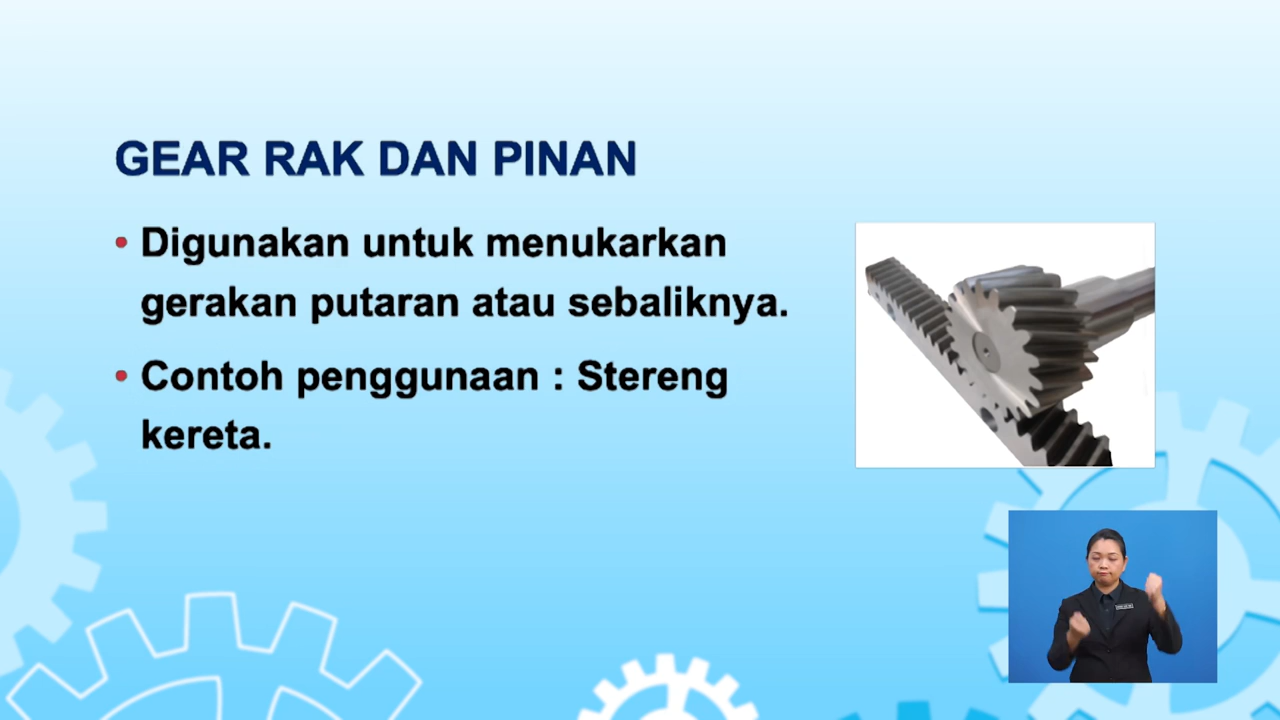 GEAR RAK DAN PINAN
• Digunakan untuk menukarkan
gerakan putaran atau sebaliknya.
• Contoh penggunaan : Stereng
kereta.